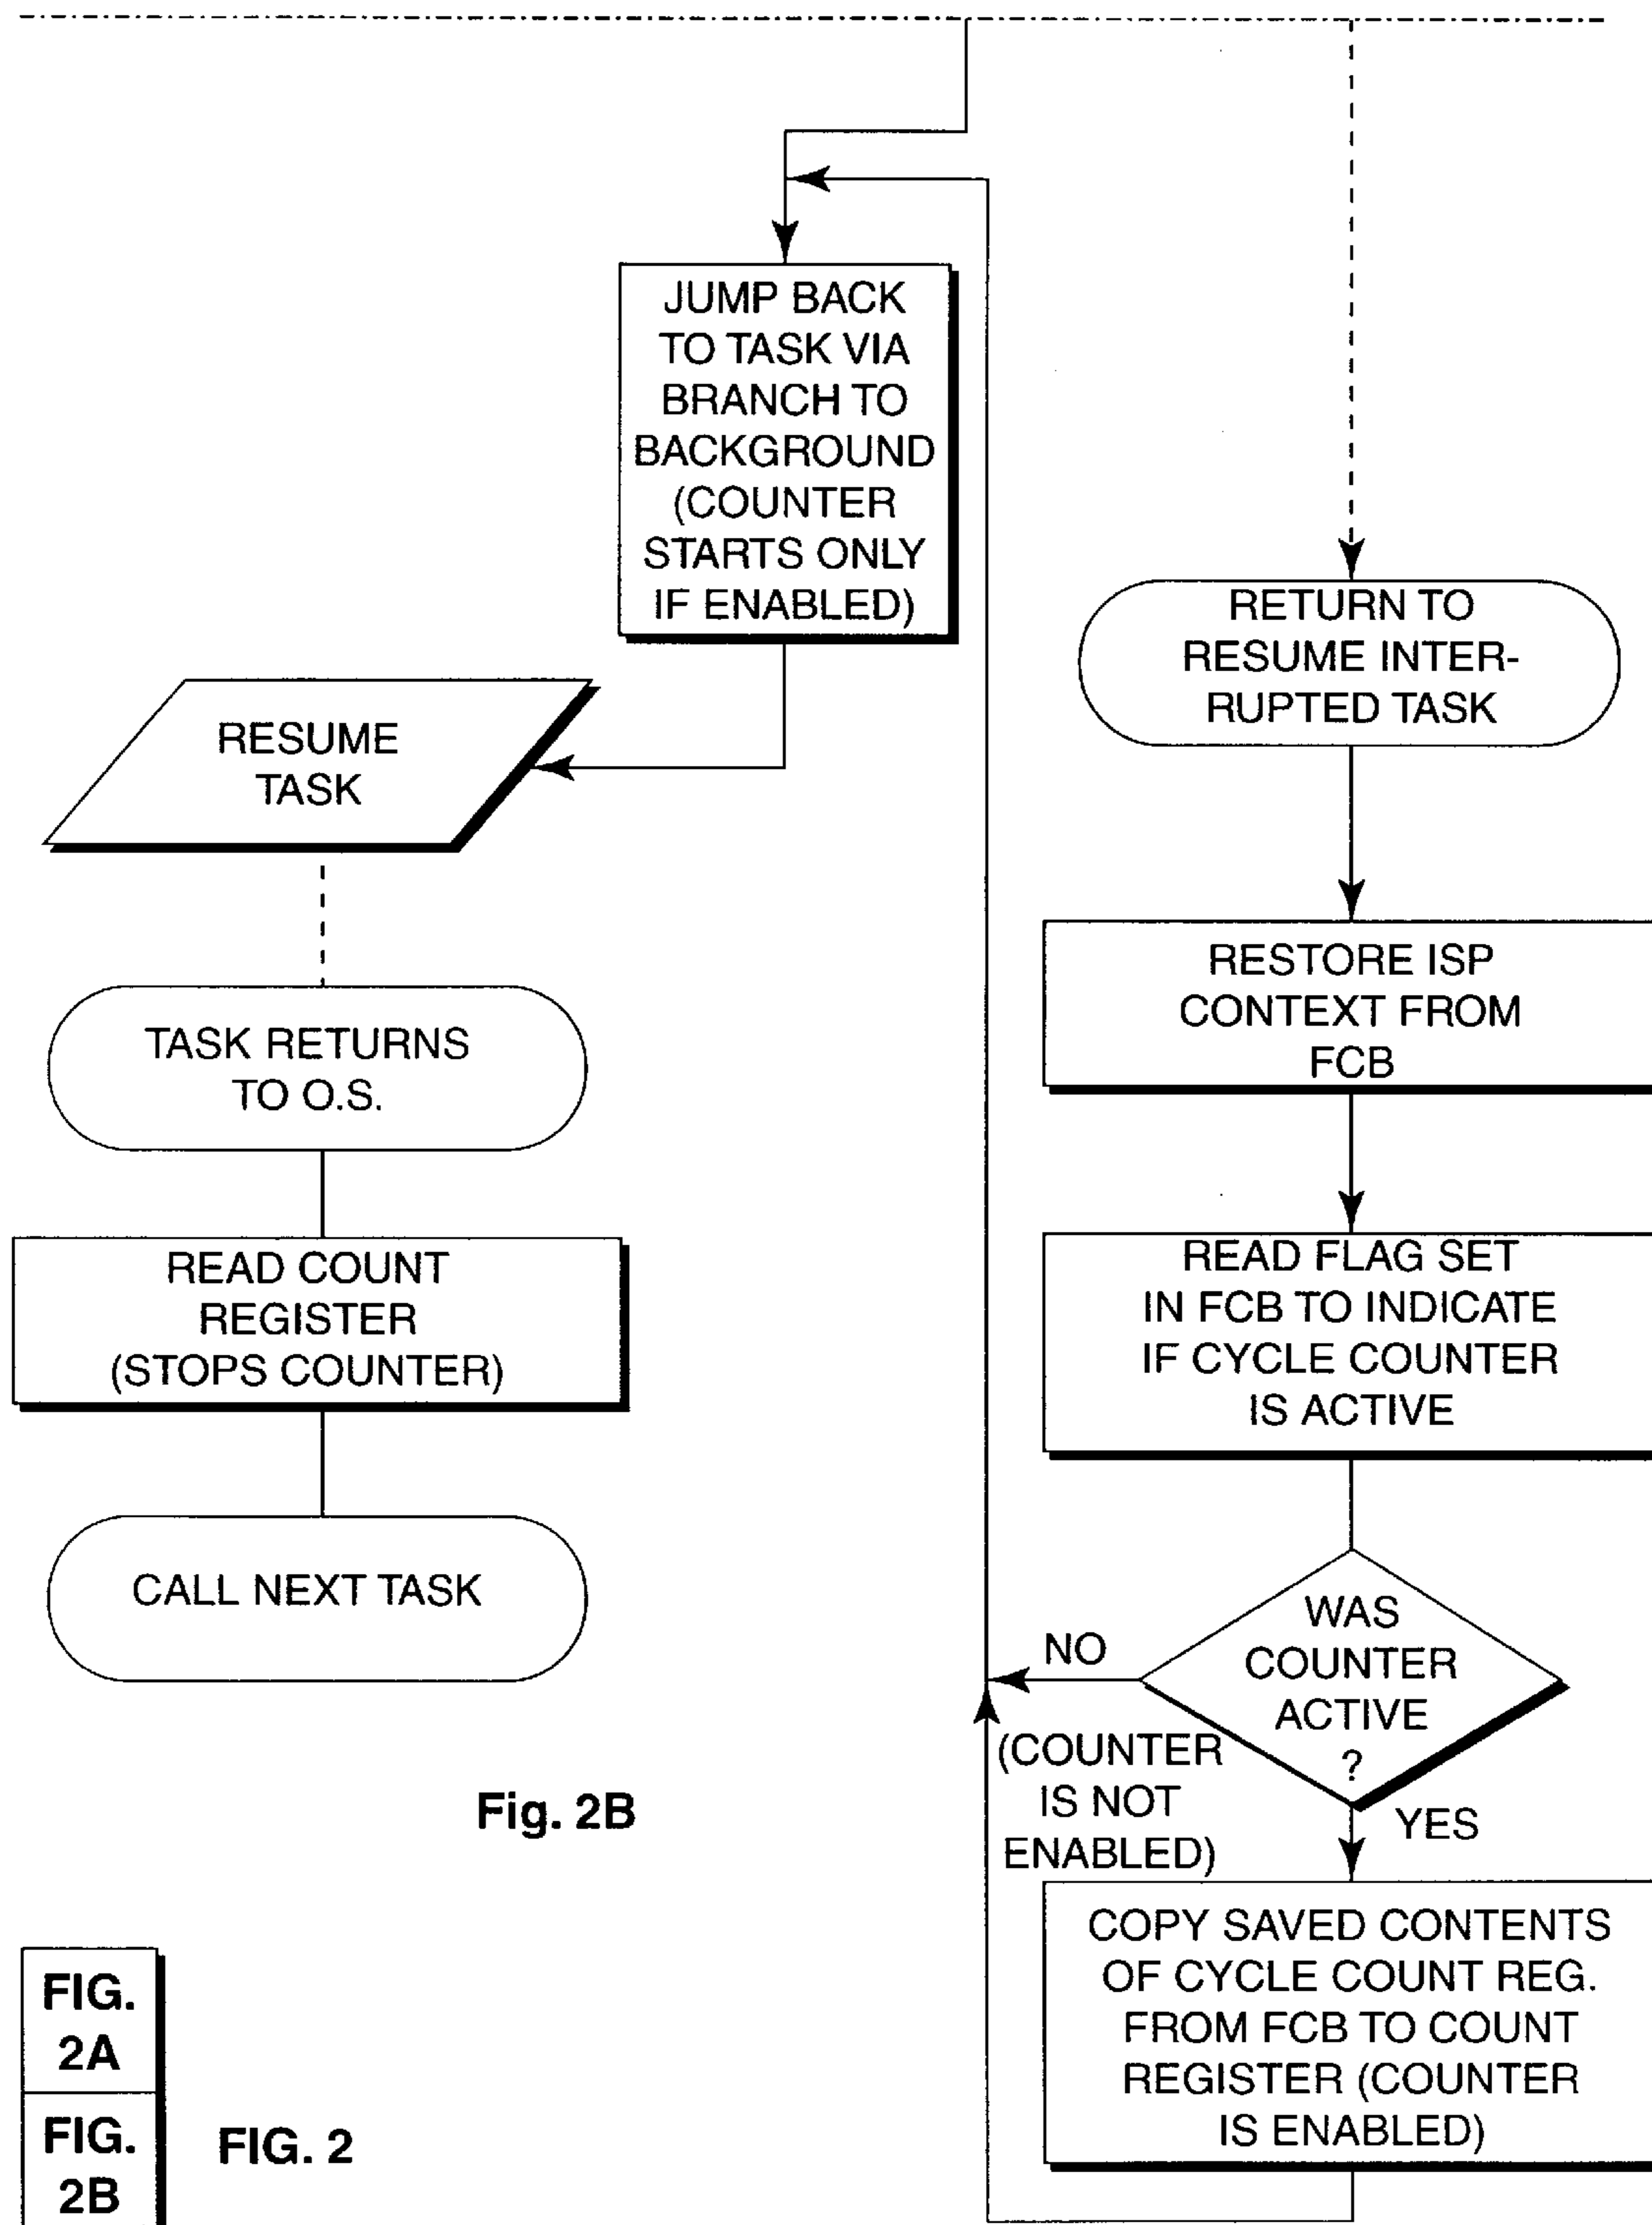 JUMP BACK
TO TASK VIA
BRANCH TO
BACKGROUND
(COUNTER
STARTS ONLY
IF ENABLED)
RESUME
TASK
TASK RETURNS
TO O.S.
READ COUNT
REGISTER
(STOPS COUNTER)
CALL NEXT TASK
RETURN TO
RESUME INTER-
RUPTED TASK
RESTORE ISP
CONTEXT FROM
FCB
READ FLAG SET
IN FCB TO INDICATE
IF CYCLE COUNTER
IS ACTIVE
WAS
COUNTER
ACTIVE
?
NO
(COUNTER
IS NOT
ENABLED)
YES
COPY SAVED CONTENTS
OF CYCLE COUNT REG.
FROM FCB TO COUNT
REGISTER (COUNTER
IS ENABLED)
Fig. 2B
FIG.
2A
FIG.
2B
FIG. 2